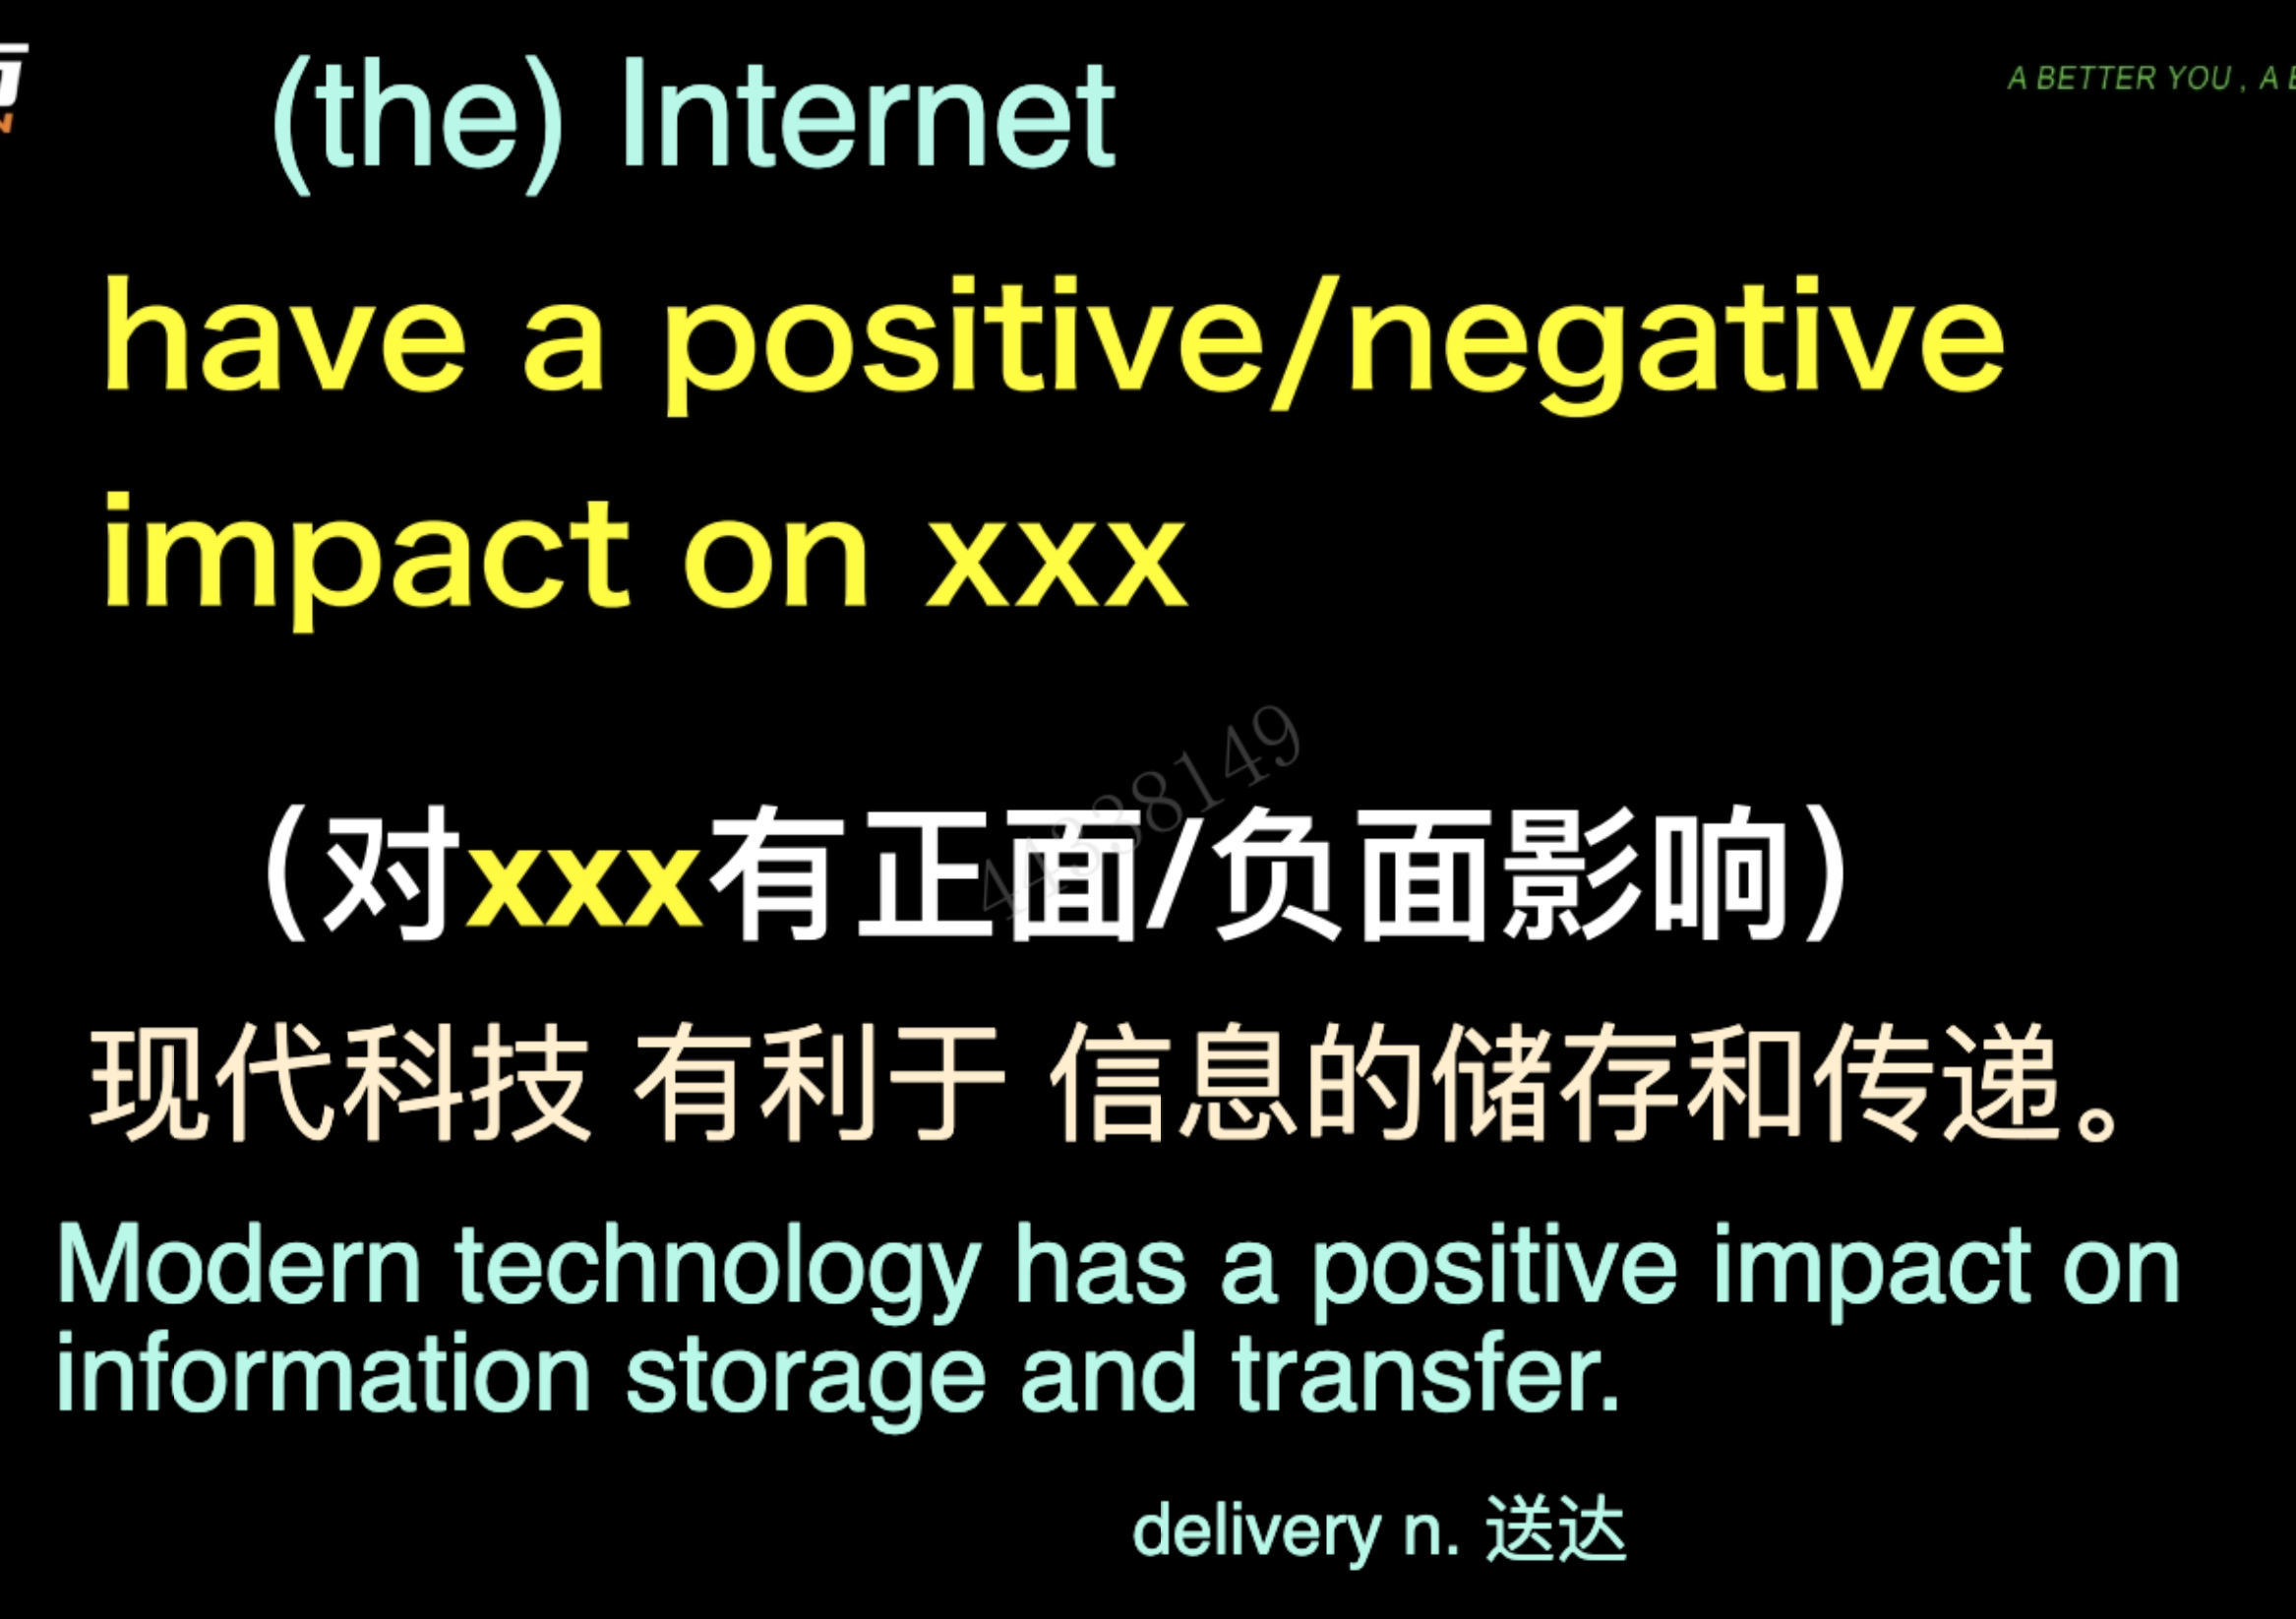 (the) Internet
A BETTER YOU , A B
have a positive/negative
impact on xxx
44338149
(对xxx有正面/负面影响)
现代科技 有利于 信息的储存和传递。
Modern technology has a positive impact on
information storage and transfer.
delivery n. 送达